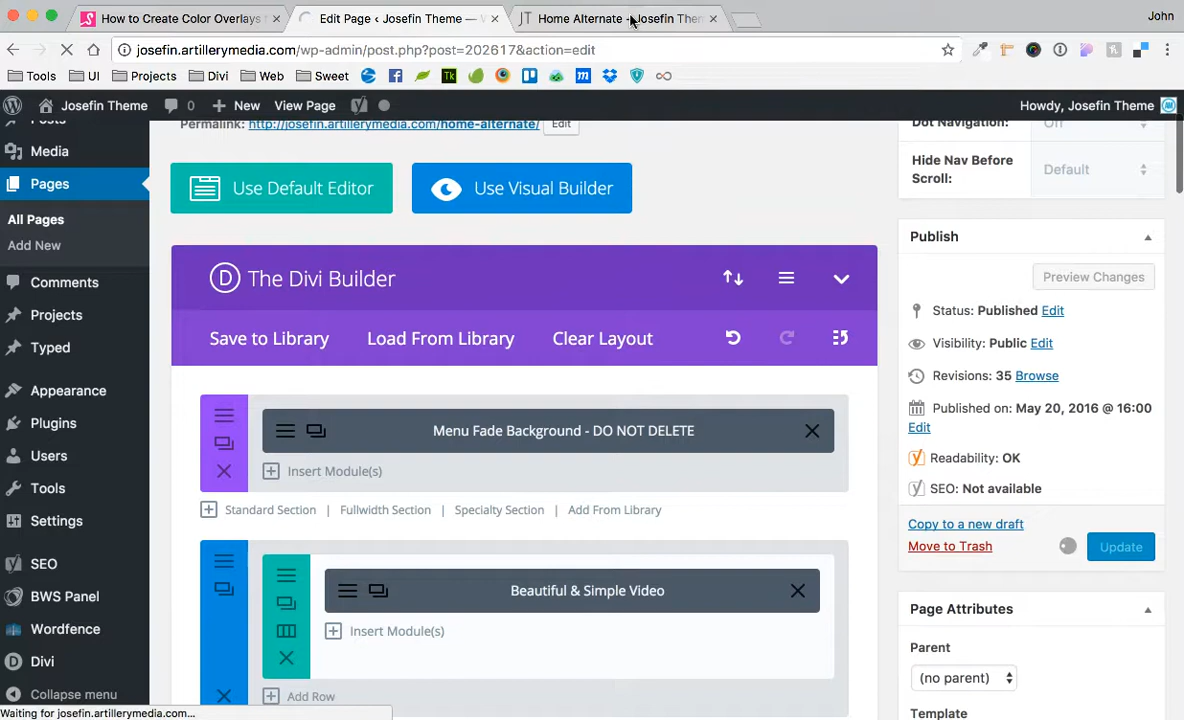 How to Create Color Overlays
Edit Page ‹ Josefin Theme — W
JT Home Alternate - Josefin Them
John
josefin.artillerymedia.com/wp-admin/post.php?post=202617&action=edit
Tools UI Projects Divi Web Sweet
Josefin Theme 0 New View Page
Howdy, Josefin Theme
Posts
Media
Pages
All Pages
Add New
Comments
Projects
Typed
Appearance
Plugins
Users
Tools
Settings
SEO
BWS Panel
Wordfence
Divi
Collapse menu
Permalink: http://josefin.artillerymedia.com/home-alternate/ Edit
Use Default Editor
Use Visual Builder
D The Divi Builder
Save to Library Load From Library Clear Layout
Menu Fade Background - DO NOT DELETE
Insert Module(s)
Standard Section | Fullwidth Section | Specialty Section | Add From Library
Beautiful & Simple Video
Insert Module(s)
Add Row
Dot Navigation: Off
Hide Nav Before
Scroll:
Default
Publish
Preview Changes
Status: Published Edit
Visibility: Public Edit
Revisions: 35 Browse
Published on: May 20, 2016 @ 16:00
Edit
Readability: OK
SEO: Not available
Copy to a new draft
Move to Trash
Update
Page Attributes
Parent
(no parent)
Template
Waiting for josefin.artillerymedia.com...